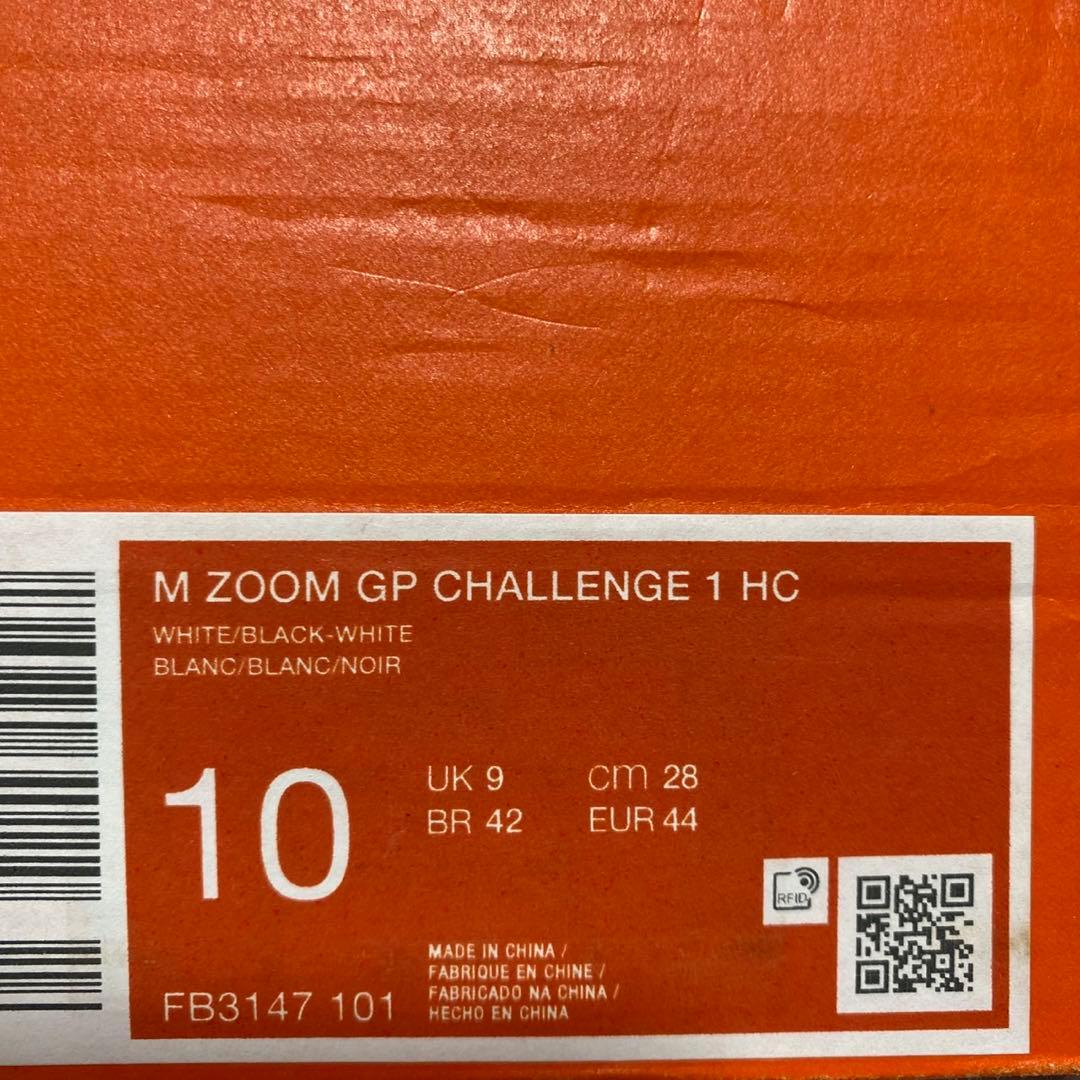 M ZOOM GP CHALLENGE 1 HC
WHITE/BLACK-WHITE
BLANC/BLANC/NOIR
10
UK 9 cm 28
BR 42 EUR 44
RFID
MADE IN CHINA /
FABRIQUE EN CHINE /
FABRICADO NA CHINA /
HECHO EN CHINA
FB3147 101